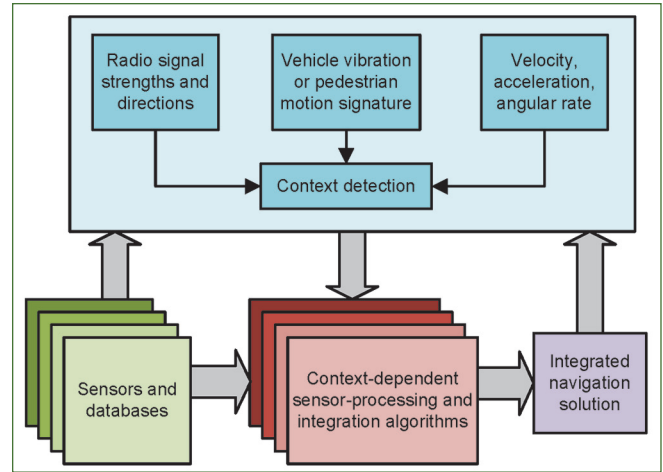 Radio signal
strengths and
directions
Vehicle vibration
or pedestrian
motion signature
Velocity,
acceleration,
angular rate
Context detection
Sensors and
databases
Context-dependent
sensor-processing and
integration algorithms
Integrated
navigation
solution